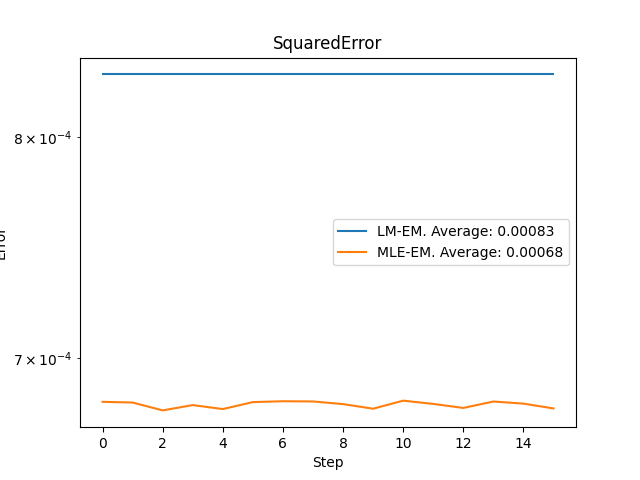 SquaredError
8 × 10⁻⁴
7 × 10⁻⁴
Error
LM-EM. Average: 0.00083
MLE-EM. Average: 0.00068
0 2 4 6 8 10 12 14
Step